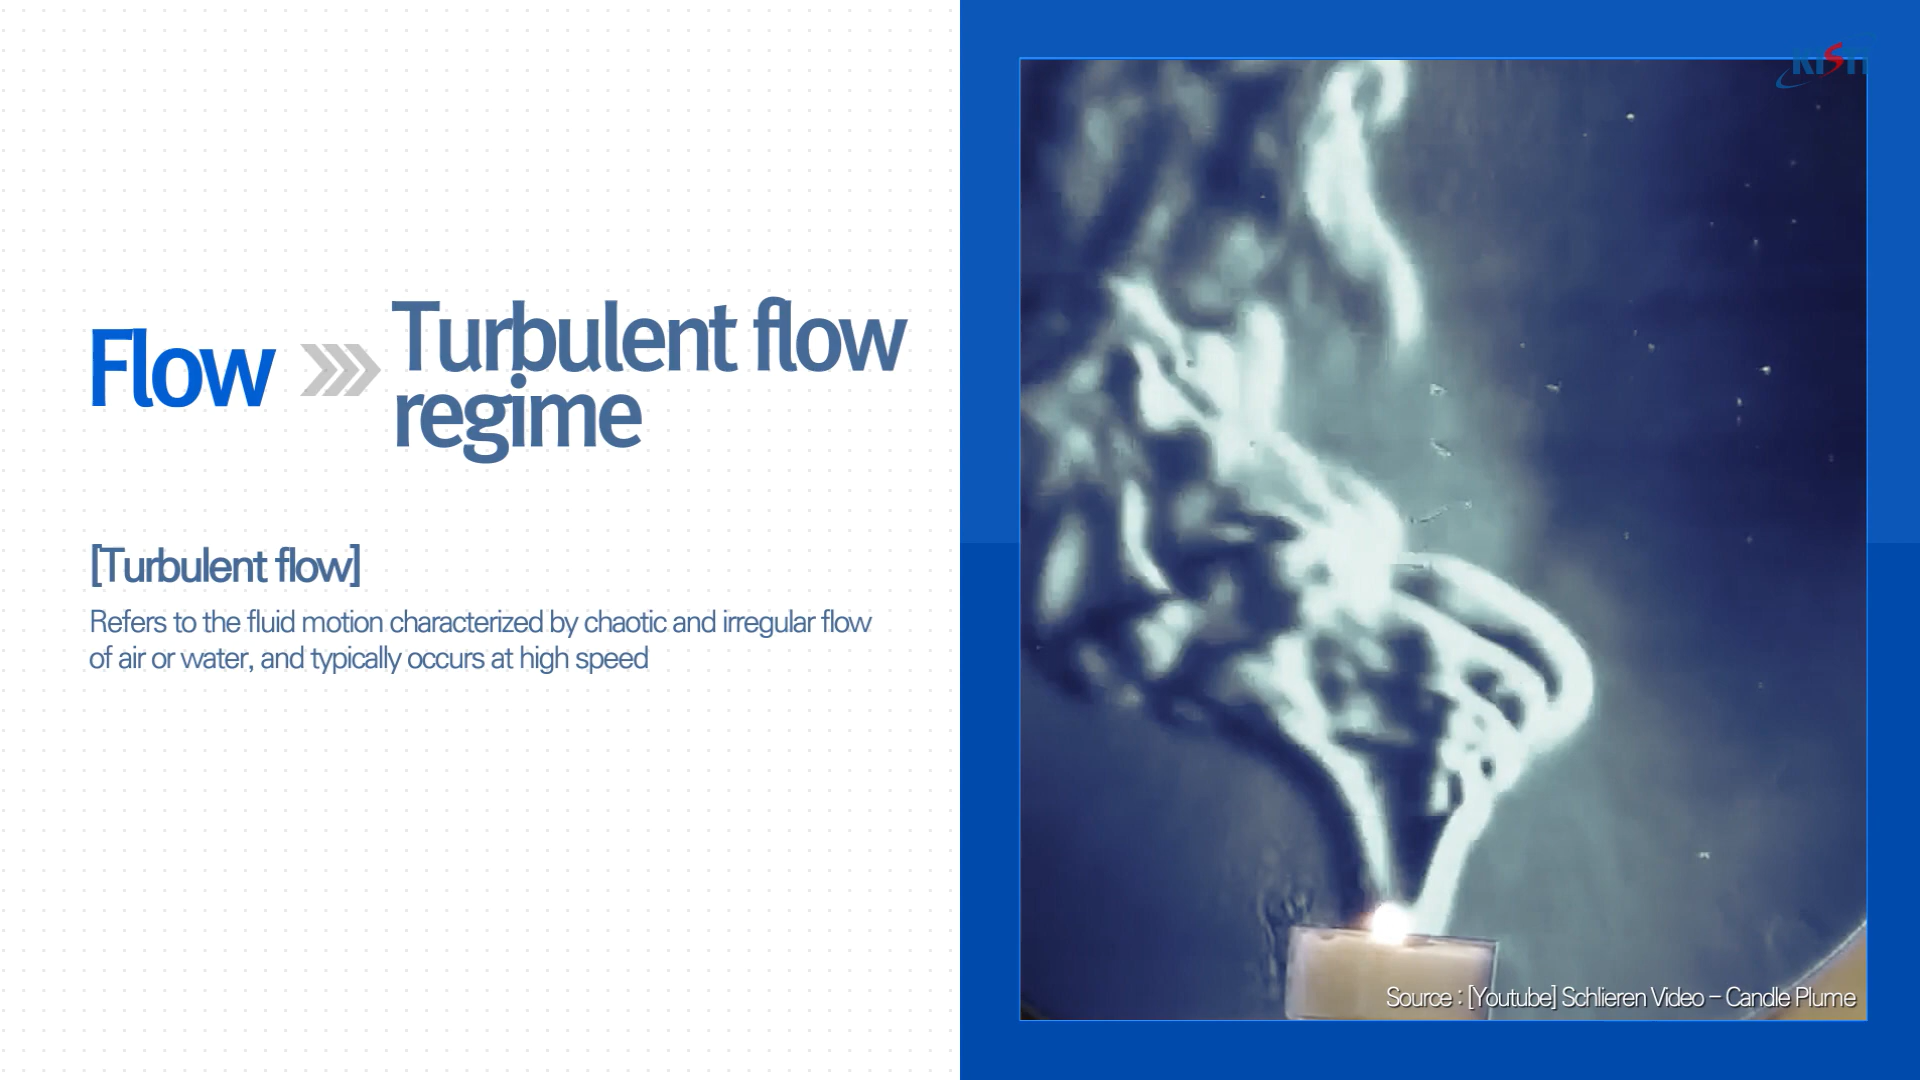 Flow
Turbulent flow
regime
[Turbulent flow]
Refers to the fluid motion characterized by chaotic and irregular flow
of air or water, and typically occurs at high speed
Source : [Youtube] Schlieren Video – Candle Plume